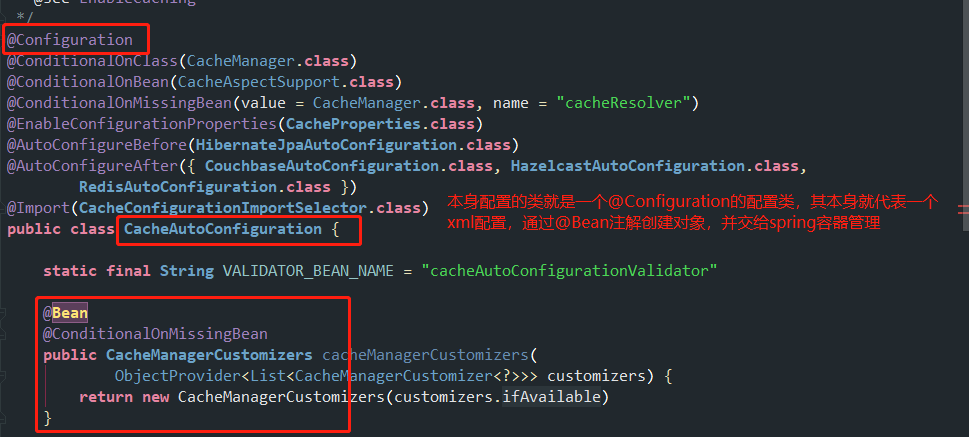 @see EnableCaching
*/
@Configuration
@ConditionalOnClass(CacheManager.class)
@ConditionalOnBean(CacheAspectSupport.class)
@ConditionalOnMissingBean(value = CacheManager.class, name = "cacheResolver")
@EnableConfigurationProperties(CacheProperties.class)
@AutoConfigureBefore(HibernateJpaAutoConfiguration.class)
@AutoConfigureAfter({ CouchbaseAutoConfiguration.class, HazelcastAutoConfiguration.class,
RedisAutoConfiguration.class })
@Import(CacheConfigurationImportSelector.class)
public class CacheAutoConfiguration {
本身配置的类就是一个@Configuration的配置类，其本身就代表一个
xml配置，通过@Bean注解创建对象，并交给spring容器管理
static final String VALIDATOR_BEAN_NAME = "cacheAutoConfigurationValidator"
@Bean
@ConditionalOnMissingBean
public CacheManagerCustomizers cacheManagerCustomizers(
ObjectProvider<List<CacheManagerCustomizer<?>>> customizers) {
return new CacheManagerCustomizers(customizers.ifAvailable)
}